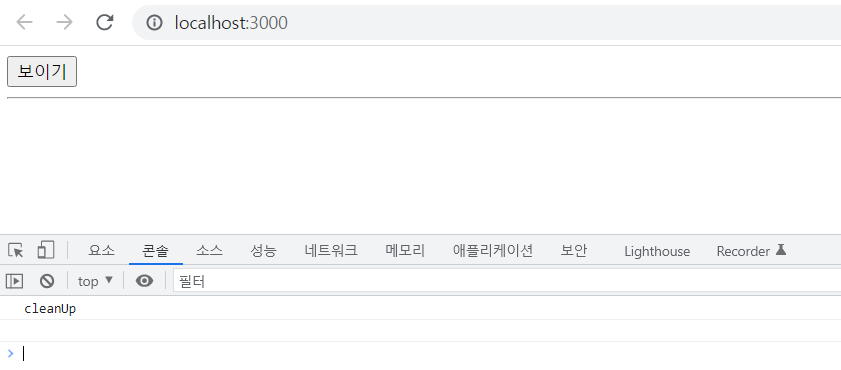 localhost:3000
보이기
요소 콘솔 소스 성능 네트워크 메모리 애플리케이션 보안 Lighthouse Recorder
top 필터
cleanUp